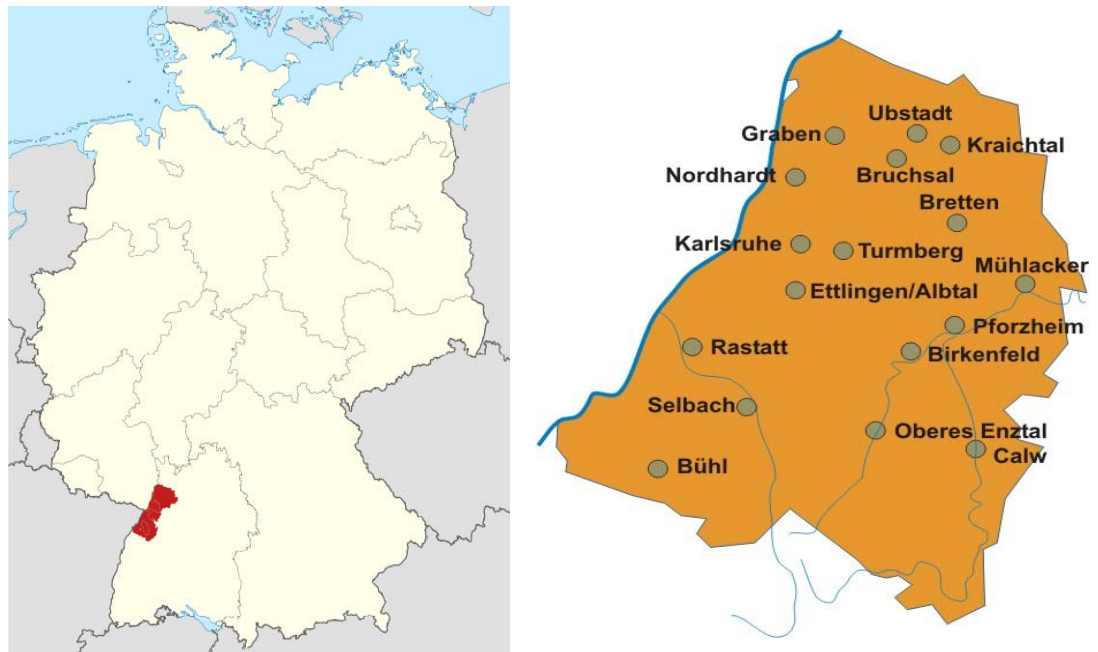 Ubstadt
Graben
Kraichtal
Nordhardt
Bruchsal
Bretten
Karlsruhe
Turmberg
Mühlacker
Ettlingen/Albtal
Pforzheim
Rastatt
Birkenfeld
Selbach
Oberes Enztal
Calw
Bühl